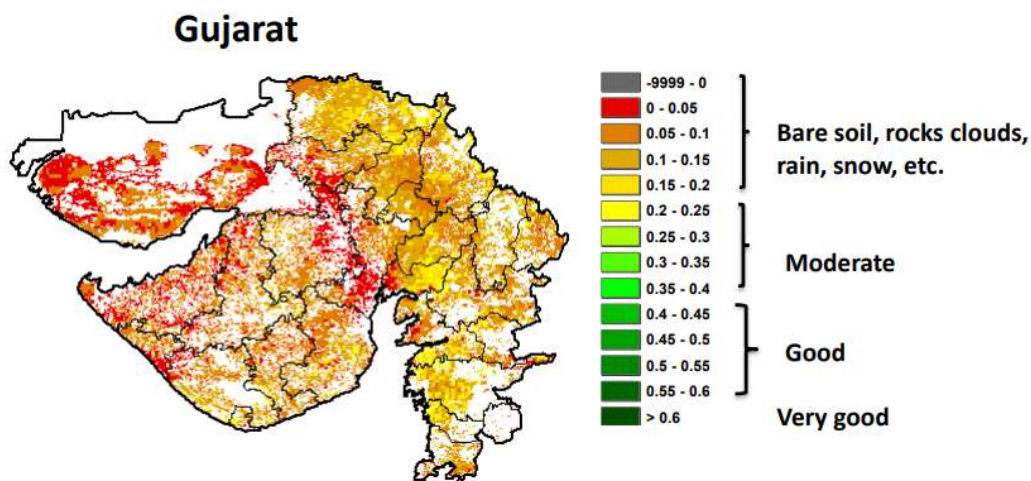 Gujarat
-9999 - 0
0 - 0.05
0.05 - 0.1
0.1 - 0.15
0.15 - 0.2
0.2 - 0.25
0.25 - 0.3
0.3 - 0.35
0.35 - 0.4
0.4 - 0.45
0.45 - 0.5
0.5 - 0.55
0.55 - 0.6
> 0.6
Bare soil, rocks clouds,
rain, snow, etc.
Moderate
Good
Very good